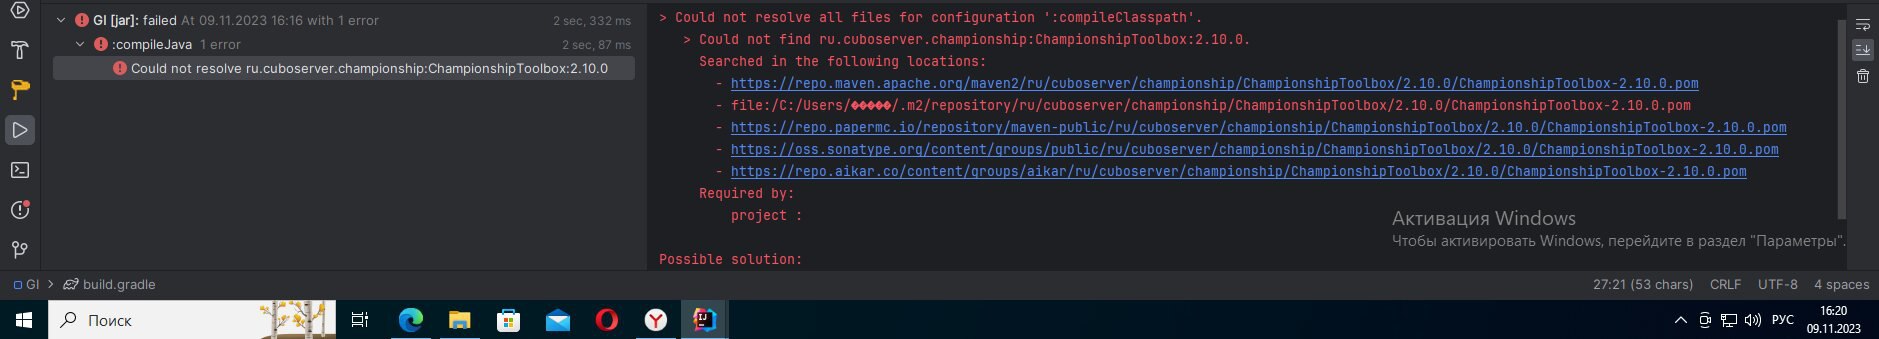 GI [jar]: failed At 09.11.2023 16:16 with 1 error 2 sec, 332 ms
:compileJava 1 error 2 sec, 87 ms
Could not resolve ru.cuboserver.championship:ChampionshipToolbox:2.10.0
> Could not resolve all files for configuration ':compileClasspath'.
> Could not find ru.cuboserver.championship:ChampionshipToolbox:2.10.0.
Searched in the following locations:
- https://repo.maven.apache.org/maven2/ru/cuboserver/championship/ChampionshipToolbox/2.10.0/ChampionshipToolbox-2.10.0.pom
- file:/C:/Users/�����/.m2/repository/ru/cuboserver/championship/ChampionshipToolbox/2.10.0/ChampionshipToolbox-2.10.0.pom
- https://repo.papermc.io/repository/maven-public/ru/cuboserver/championship/ChampionshipToolbox/2.10.0/ChampionshipToolbox-2.10.0.pom
- https://oss.sonatype.org/content/groups/public/ru/cuboserver/championship/ChampionshipToolbox/2.10.0/ChampionshipToolbox-2.10.0.pom
- https://repo.aikar.co/content/groups/aikar/ru/cuboserver/championship/ChampionshipToolbox/2.10.0/ChampionshipToolbox-2.10.0.pom
Required by:
project :
Possible solution:
Активация Windows
Чтобы активировать Windows, перейдите в раздел "Параметры".
GI > build.gradle
27:21 (53 chars) CRLF UTF-8 4 spaces
Поиск
РУС
16:20
09.11.2023